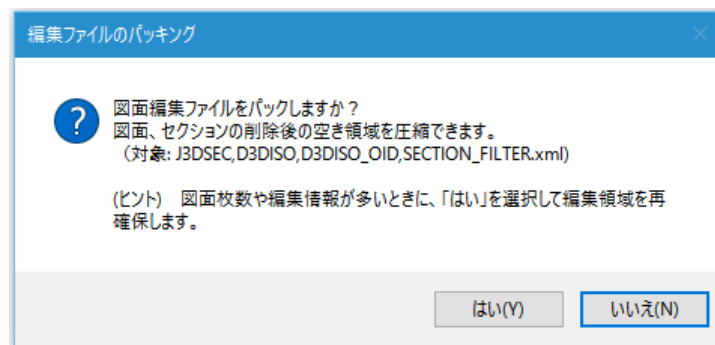 編集ファイルのパッキング
図面編集ファイルをパックしますか？
図面、セクションの削除後の空き領域を圧縮できます。
（対象: J3DSEC,D3DISO,D3DISO_OID,SECTION_FILTER.xml)
(ヒント)　図面枚数や編集情報が多いときに、「はい」を選択して編集領域を再
確保します。
はい(Y)
いいえ(N)